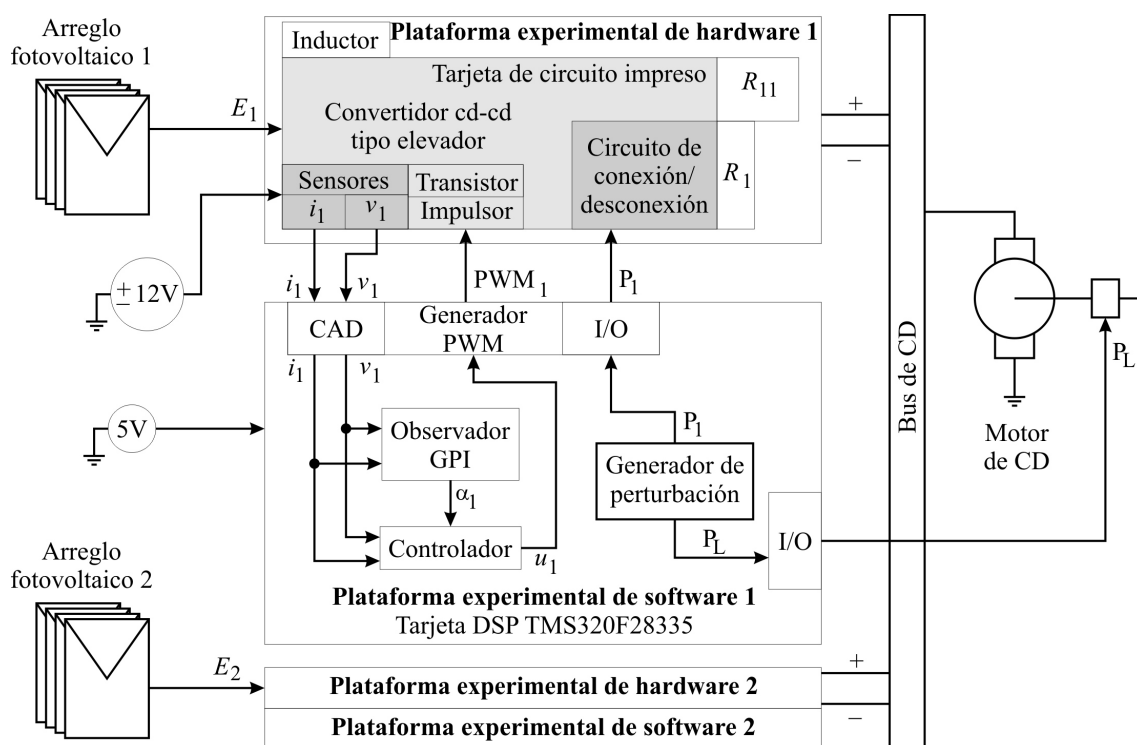 Arreglo
fotovoltaico 1
E1
± 12V
5V
Plataforma experimental de hardware 1
Inductor
Tarjeta de circuito impreso
R11
Convertidor cd-cd
tipo elevador
Circuito de
conexión/
desconexión
R1
Sensores
i1
v1
Transistor
Impulsor
i1
v1
PWM1
P1
CAD
Generador
PWM
I/O
i1
v1
Observador
GPI
α1
Controlador
u1
P1
Generador de
perturbación
PL
I/O
Plataforma experimental de software 1
Tarjeta DSP TMS320F28335
+
−
Bus de CD
Motor
de CD
PL
Arreglo
fotovoltaico 2
E2
Plataforma experimental de hardware 2
Plataforma experimental de software 2
+
−